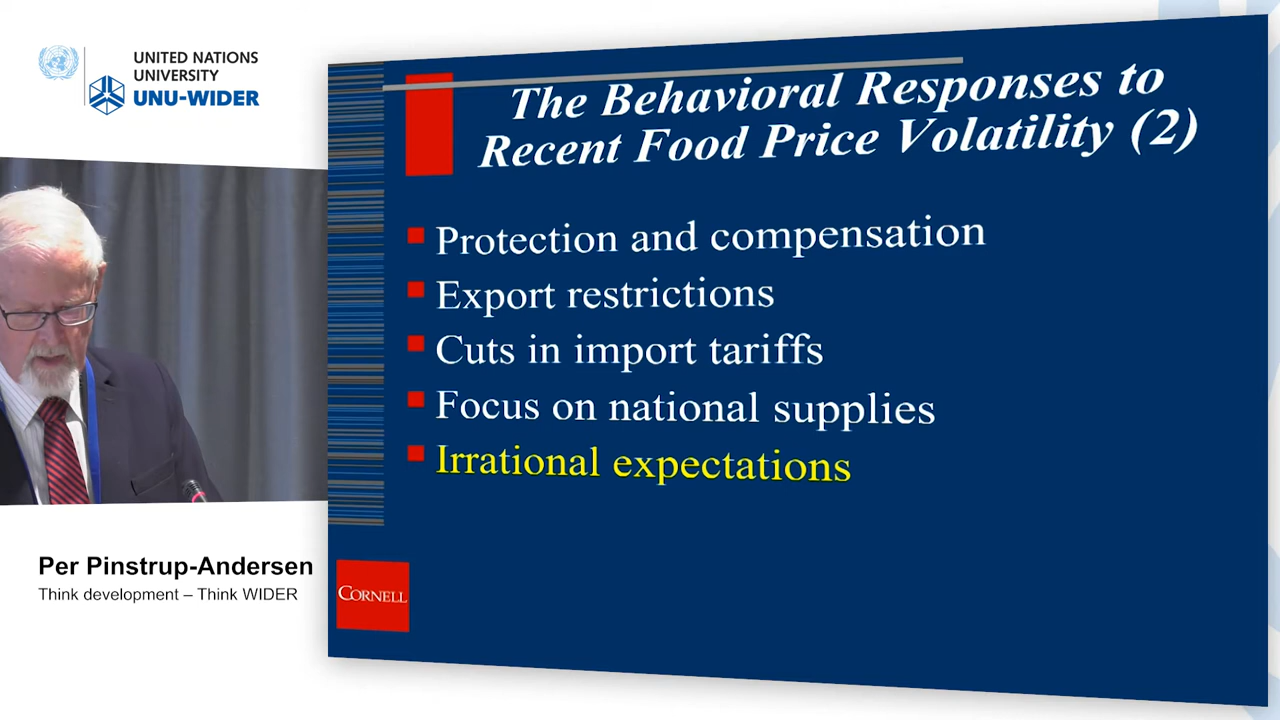 UNITED NATIONS
UNIVERSITY
UNU-WIDER
The Behavioral Responses to
Recent Food Price Volatility (2)
Protection and compensation
Export restrictions
Cuts in import tariffs
Focus on national supplies
Irrational expectations
CORNELL
Per Pinstrup-Andersen
Think development – Think WIDER